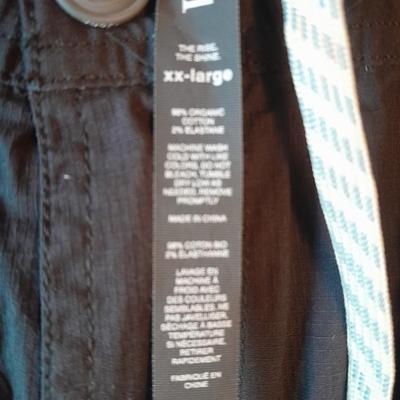 THE RISE.
THE SHINE.
xx-large
98% ORGANIC
COTTON
2% ELASTANE
MACHINE WASH
COLD WITH LIKE
COLORS, DO NOT
BLEACH, TUMBLE
DRY LOW AS
NEEDED, REMOVE
PROMPTLY
MADE IN CHINA
98% COTON BIO
2% ÉLASTHANNE
LAVAGE EN
MACHINE À
FROID AVEC
DES COULEURS
SEMBLABLES, NE
PAS JAVELLISER,
SÉCHAGE À BASSE
TEMPÉRATURE
SI NÉCESSAIRE,
RETIRER
RAPIDEMENT
FABRIQUÉ EN
CHINE